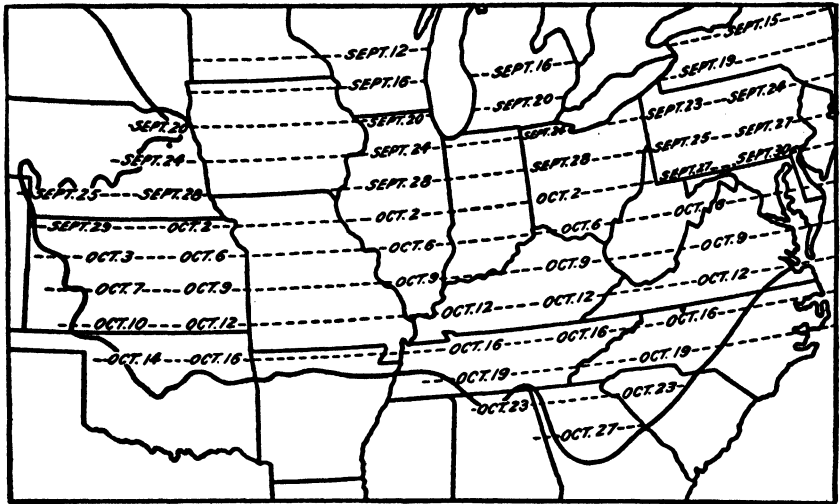 SEPT.15
SEPT.12
SEPT.16 SEPT.16 SEPT.19
SEPT.20 SEPT.20 SEPT.20 SEPT.23 SEPT.24
SEPT.24 SEPT.24 SEPT.24 SEPT.25 SEPT.27
SEPT.25 SEPT.28 SEPT.28 SEPT.28 SEPT.27 SEPT.30
SEPT.29 OCT.2 OCT.2 OCT.2
OCT.3 OCT.6 OCT.6 OCT.6
OCT.7 OCT.9 OCT.9 OCT.9 OCT.9
OCT.10 OCT.12 OCT.12 OCT.12 OCT.12
OCT.14 OCT.16 OCT.16 OCT.16 OCT.16
OCT.19 OCT.19
OCT.23 OCT.23
OCT.27